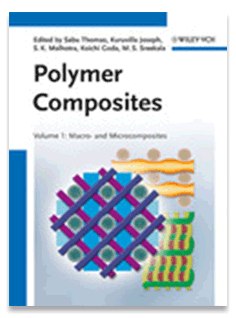 Edited by Sabu Thomas, Kuruvilla Joseph,
S. K. Malhotra, Koichi Goda, M. S. Sreekala
WILEY-VCH
Polymer
Composites
Volume 1: Macro- and Microcomposites